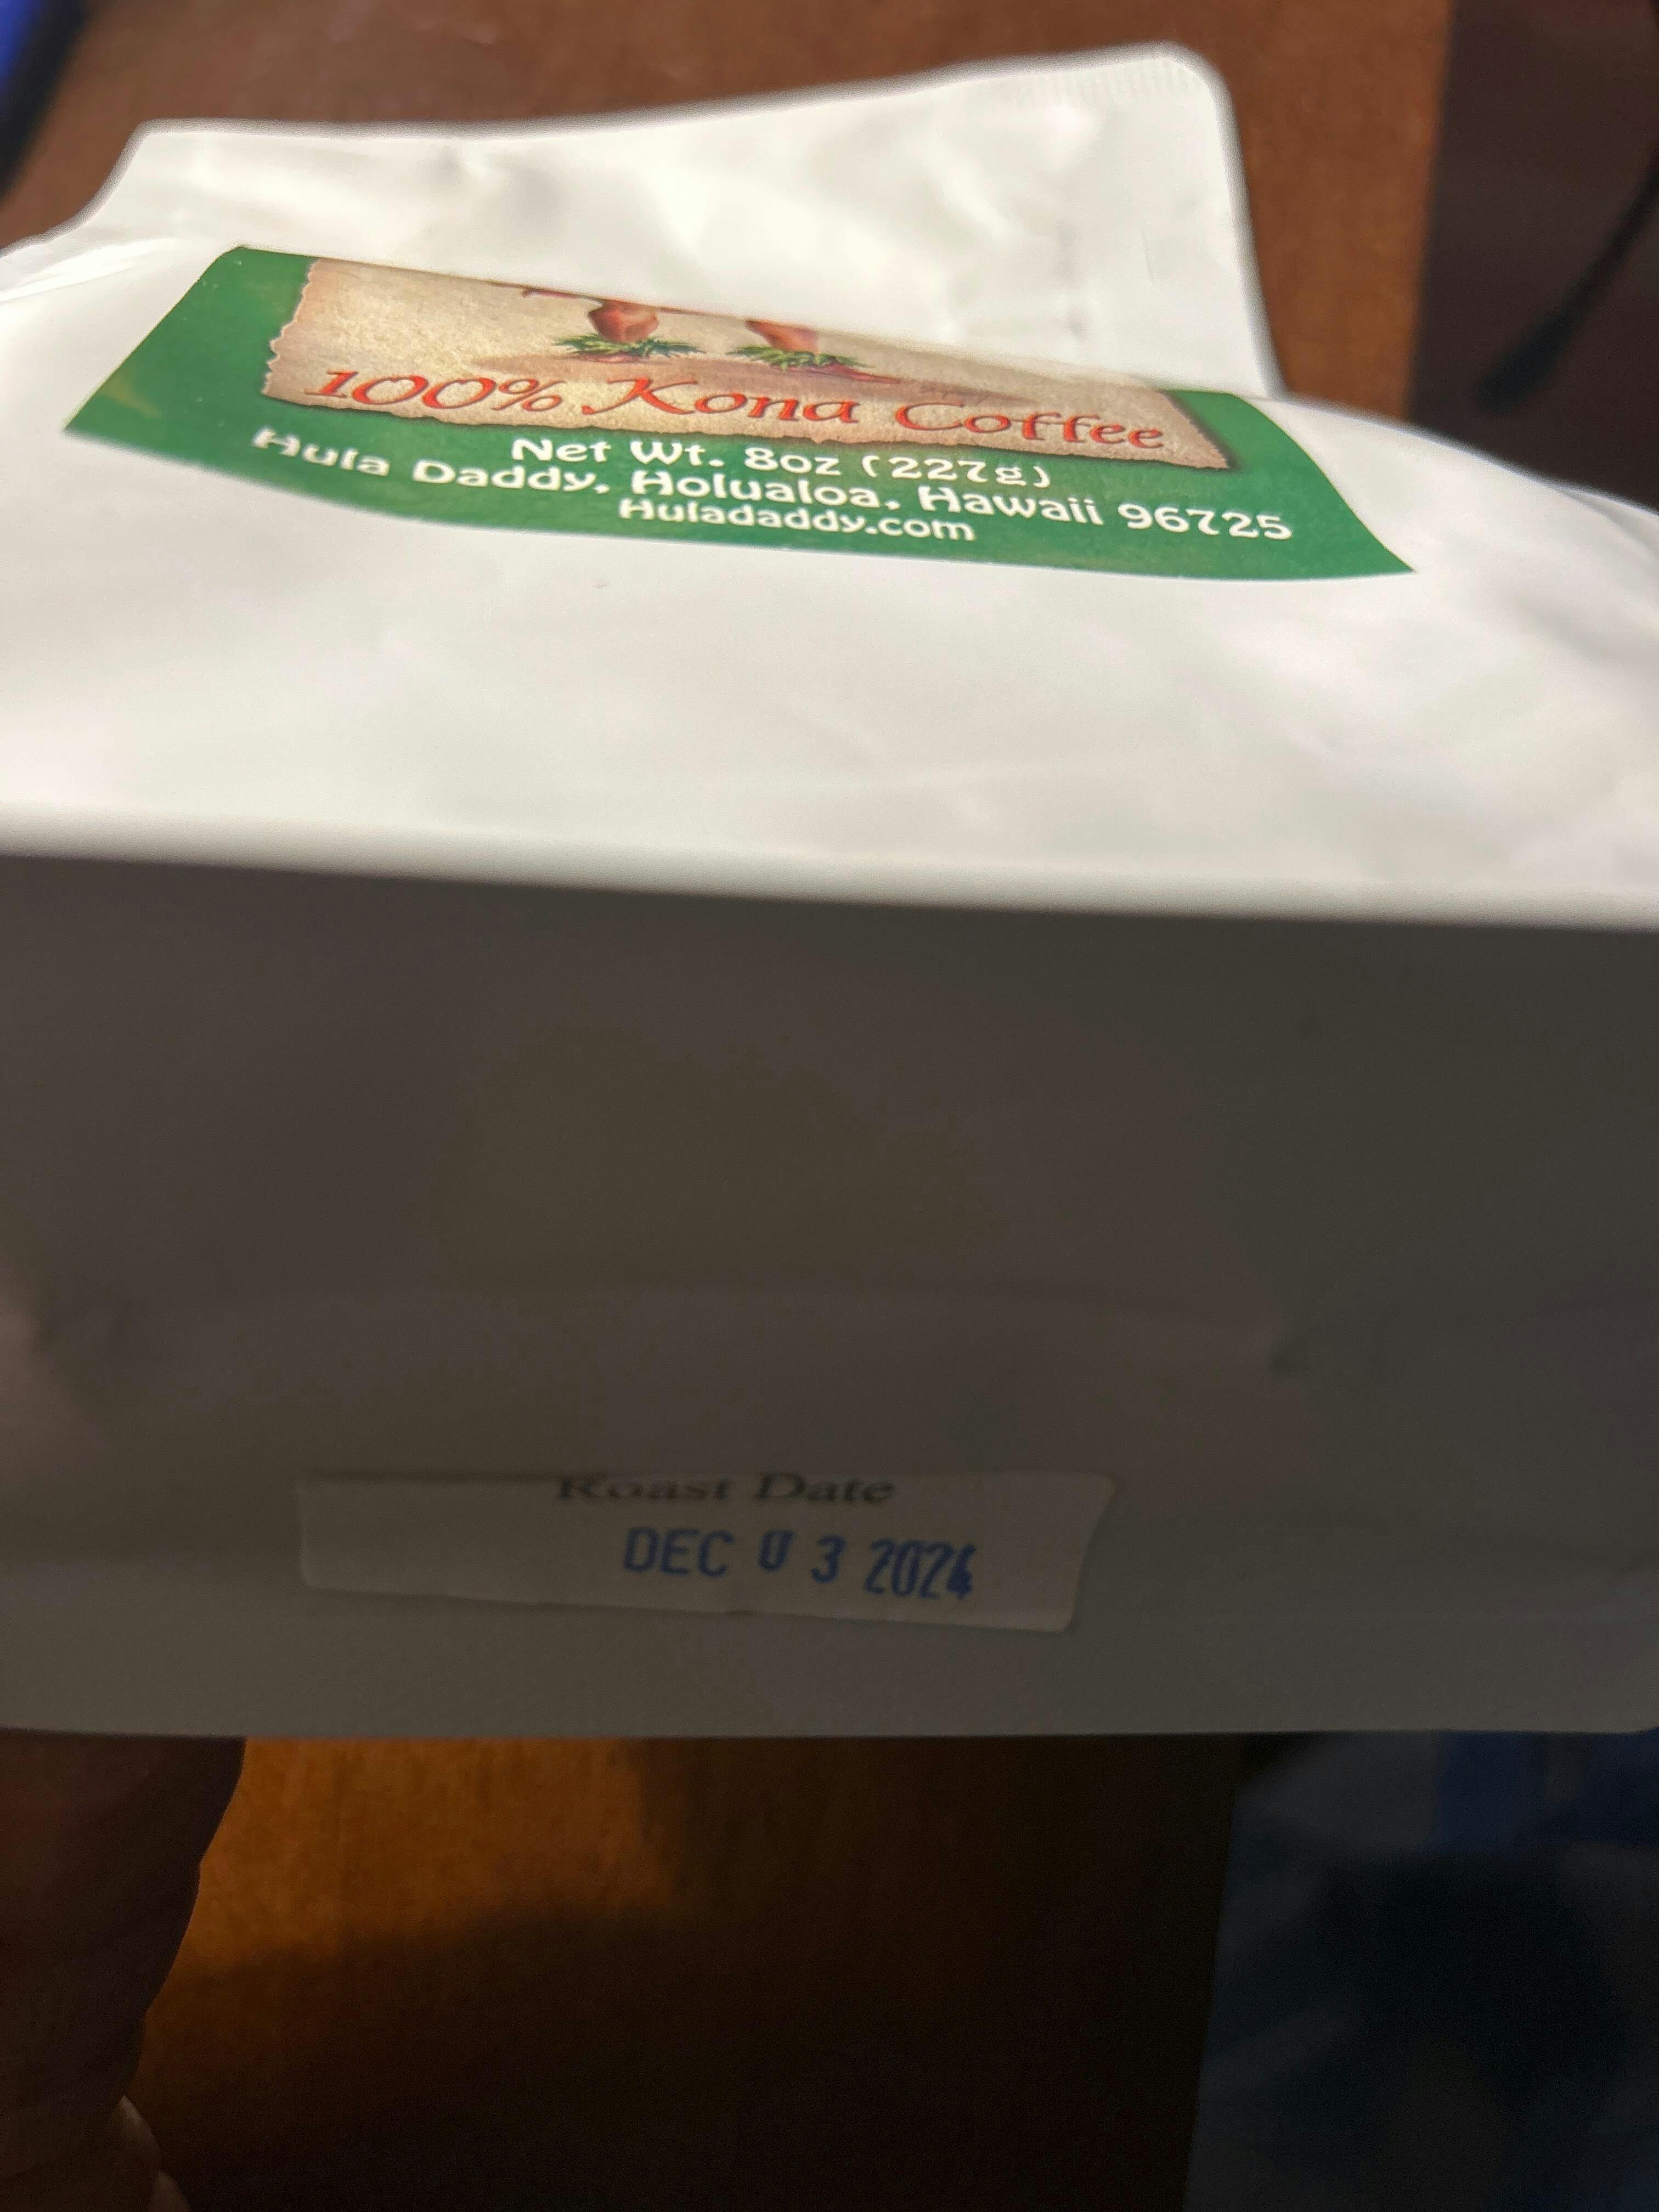 100% Kona Coffee
Net Wt. 8oz (227g)
Hula Daddy, Holualoa, Hawaii 96725
Huladaddy.com
Roast Date
DEC 03 2024